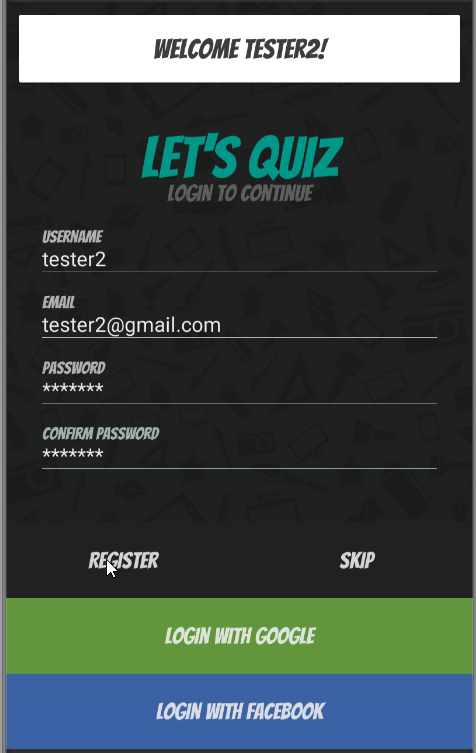 WELCOME TESTER2!
LET'S QUIZ
LOGIN TO CONTINUE
USERNAME
tester2
EMAIL
tester2@gmail.com
PASSWORD
*******
CONFIRM PASSWORD
*******
REGISTER SKIP
LOGIN WITH GOOGLE
LOGIN WITH FACEBOOK